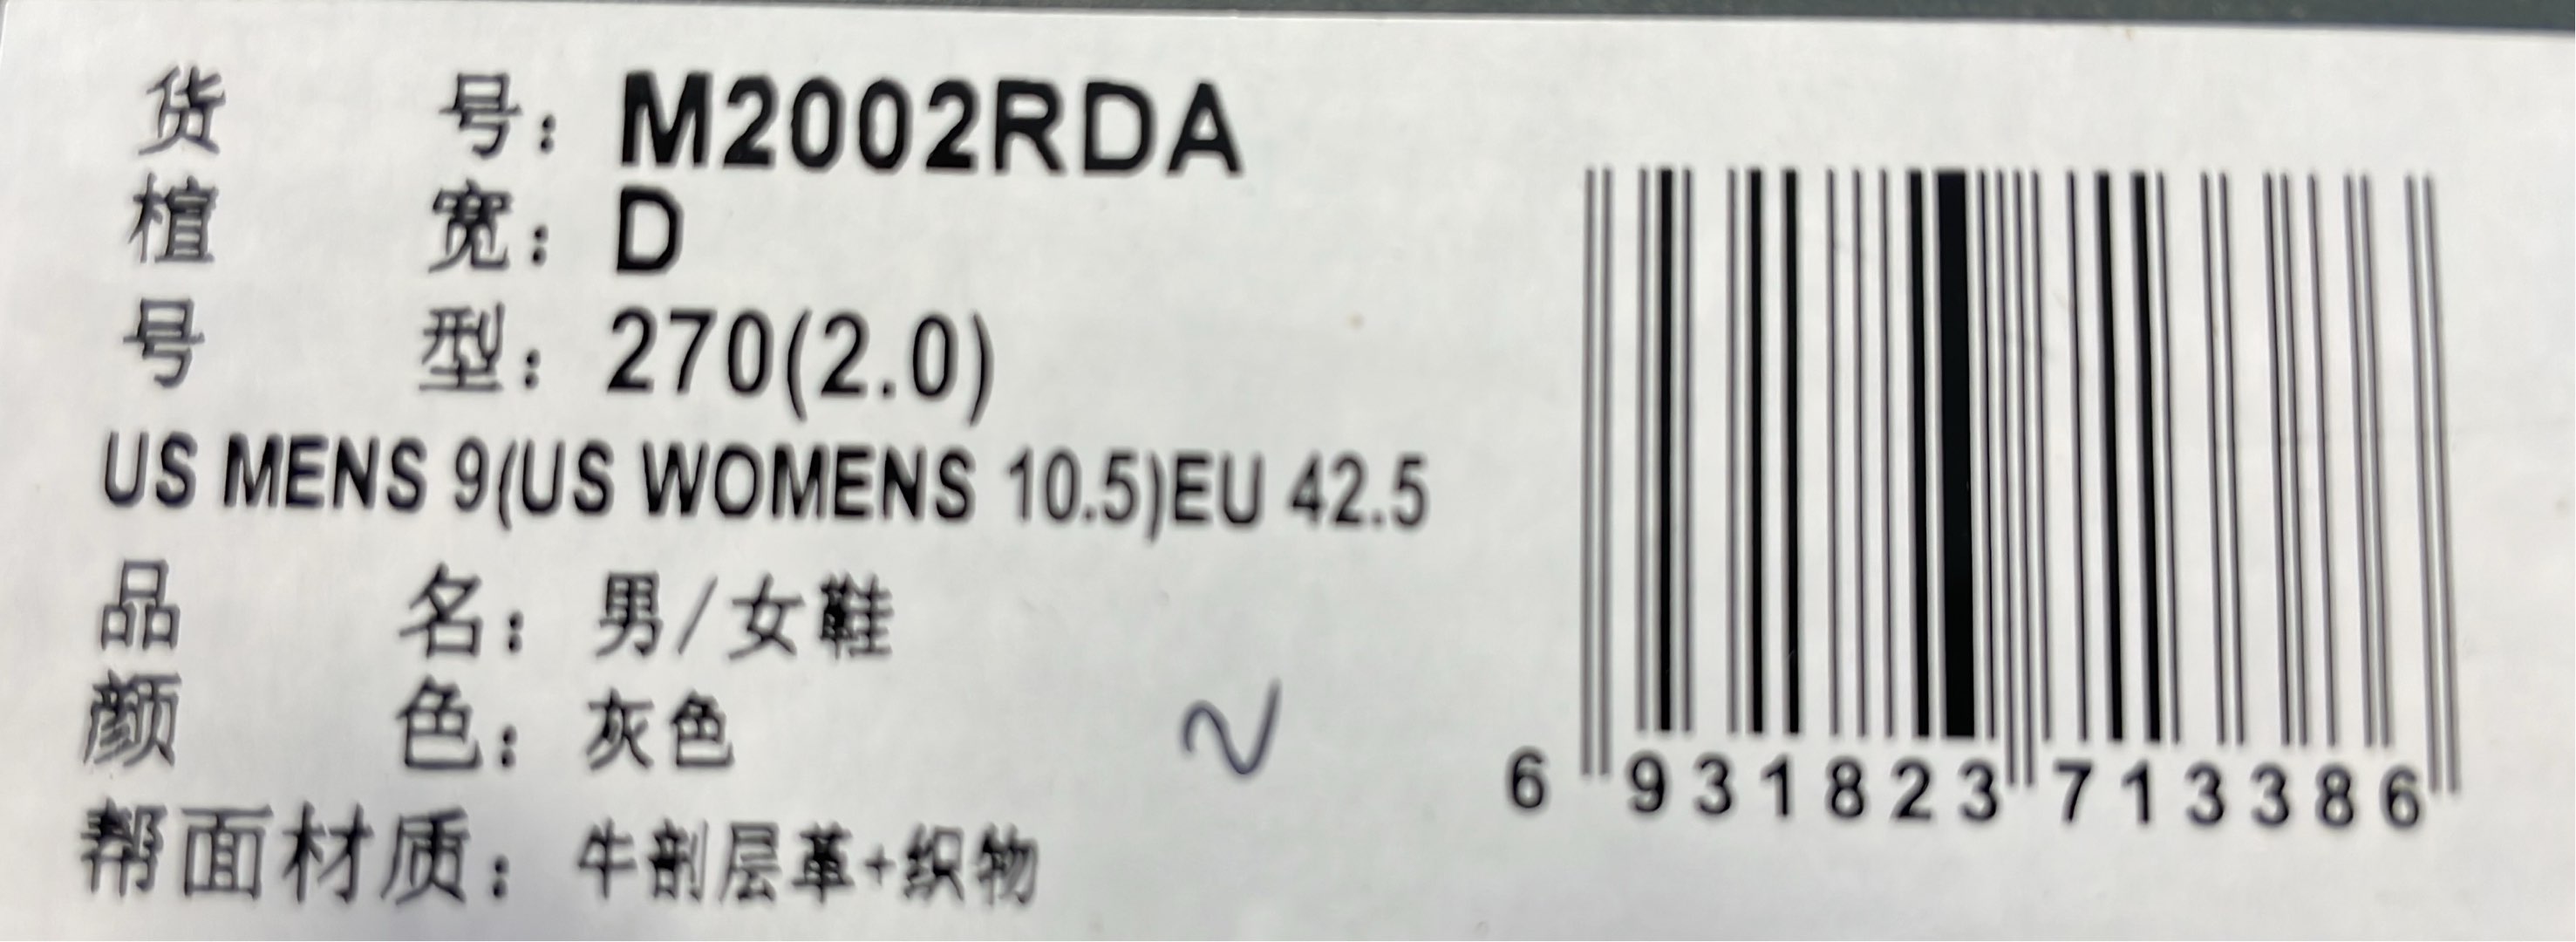 货 号：M2002RDA
楦 宽：D
号 型：270(2.0)
US MENS 9(US WOMENS 10.5)EU 42.5
品 名：男/女鞋
颜 色：灰色
帮面材质：牛剖层革+织物
6 931823 713386